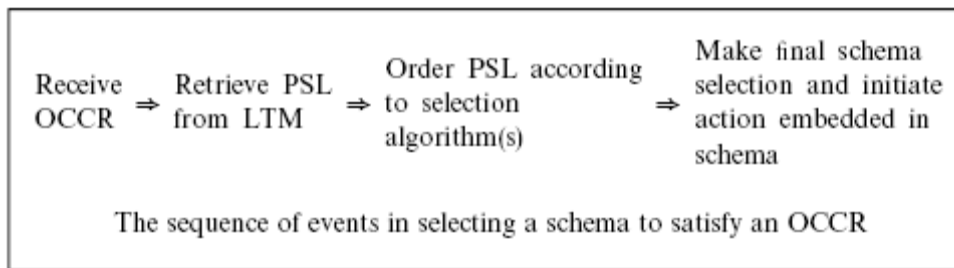 Receive
OCCR
⇒
Retrieve PSL
from LTM
⇒
Order PSL according
to selection
algorithm(s)
⇒
Make final schema
selection and initiate
action embedded in
schema
The sequence of events in selecting a schema to satisfy an OCCR